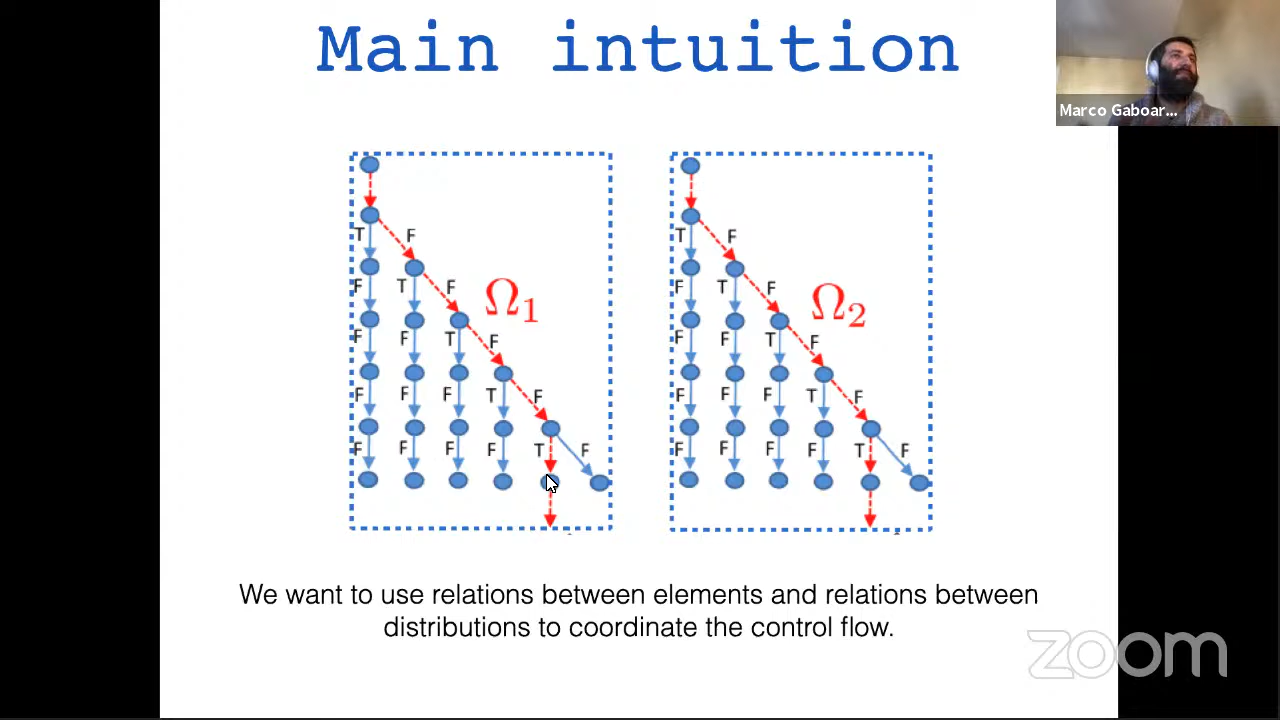 Main intuition
Marco Gaboar...
T F
F T F
F F T F
F F F T F
F F F F T F
Ω1
T F
F T F
F F T F
F F F T F
F F F F T F
Ω2
We want to use relations between elements and relations between
distributions to coordinate the control flow.
zoom